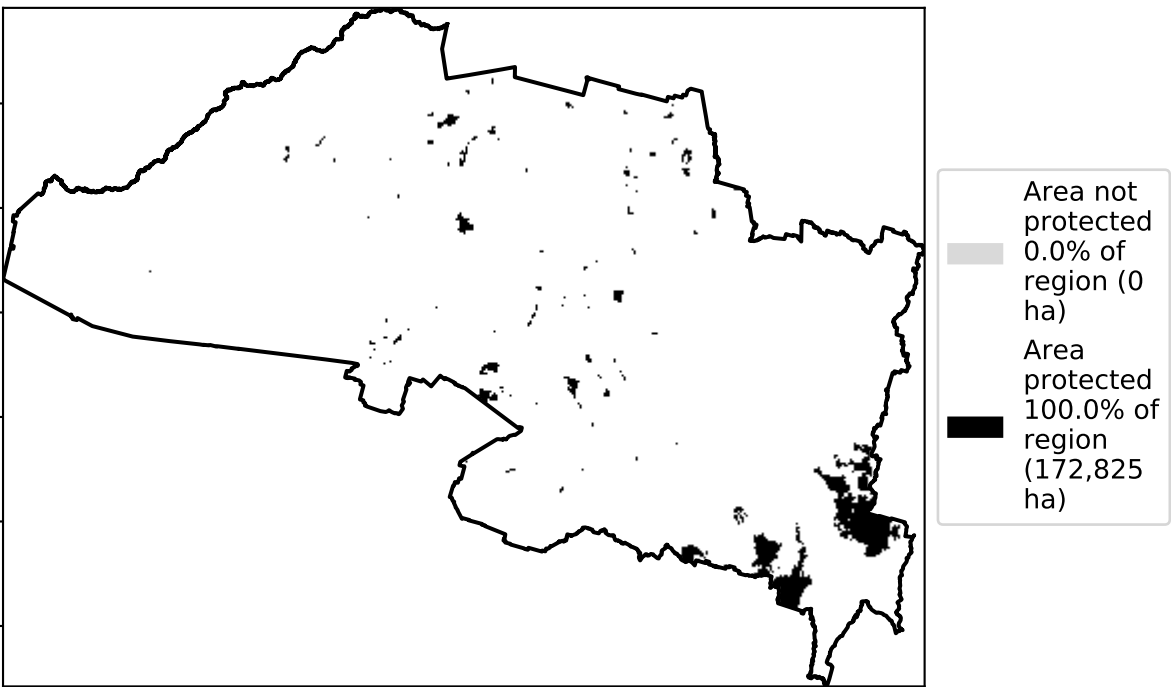 Area not
protected
0.0% of
region (0
ha)
Area
protected
100.0% of
region
(172,825
ha)